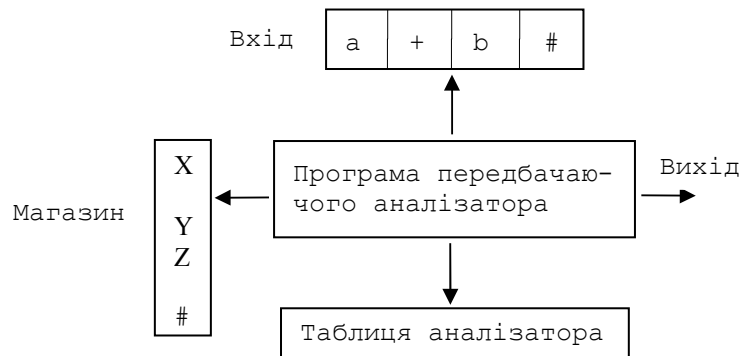 Вхід
a + b #
Програма передбачаю-
чого аналізатора
Вихід
Магазин
X
Y
Z
#
Таблиця аналізатора